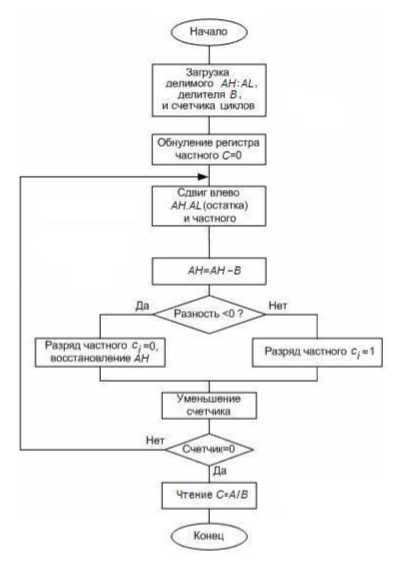 Начало
Загрузка
делимого AH:AL,
делителя B,
и счетчика циклов
Обнуление регистра
частного C=0
Сдвиг влево
AH.AL(остатка)
и частного
AH=AH-B
Да
Разность <0 ?
Нет
Разряд частного ci=0,
восстановление AH
Разряд частного ci=1
Уменьшение
счетчика
Нет
Счетчик=0
Да
Чтение C=A/B
Конец